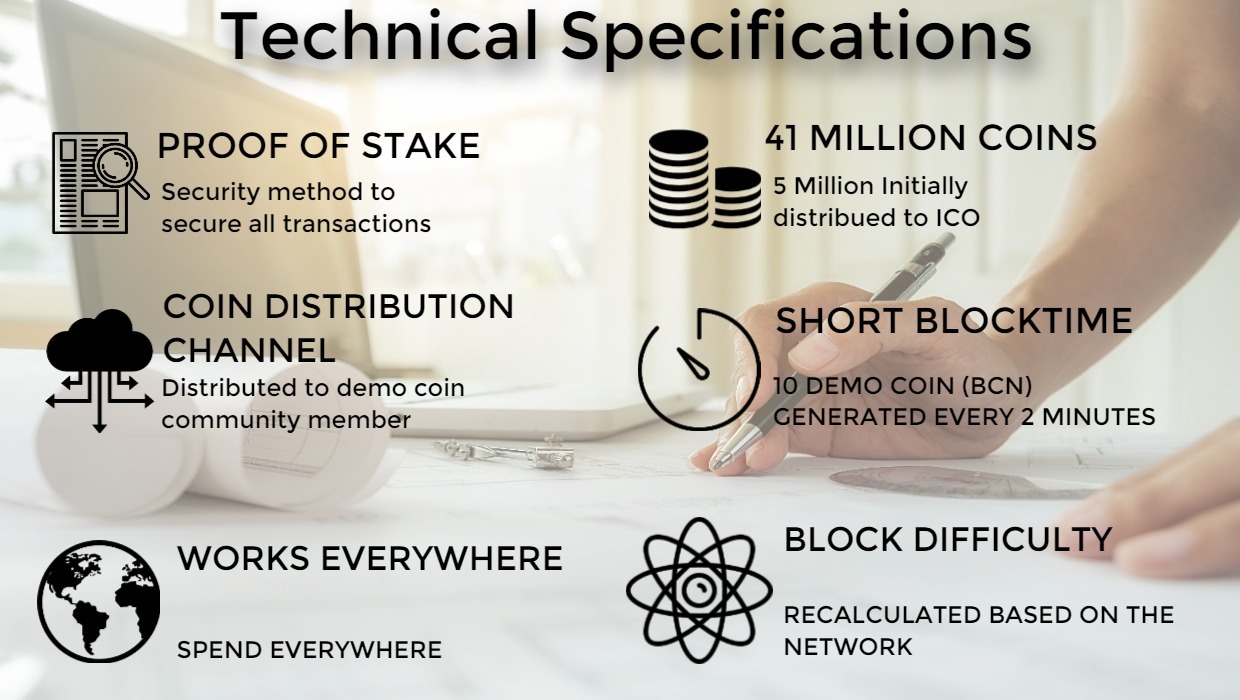 Technical Specifications
PROOF OF STAKE
Security method to
secure all transactions
41 MILLION COINS
5 Million Initially
distribued to ICO
COIN DISTRIBUTION
CHANNEL
Distributed to demo coin
community member
SHORT BLOCKTIME
10 DEMO COIN (BCN)
GENERATED EVERY 2 MINUTES
WORKS EVERYWHERE
SPEND EVERYWHERE
BLOCK DIFFICULTY
RECALCULATED BASED ON THE
NETWORK